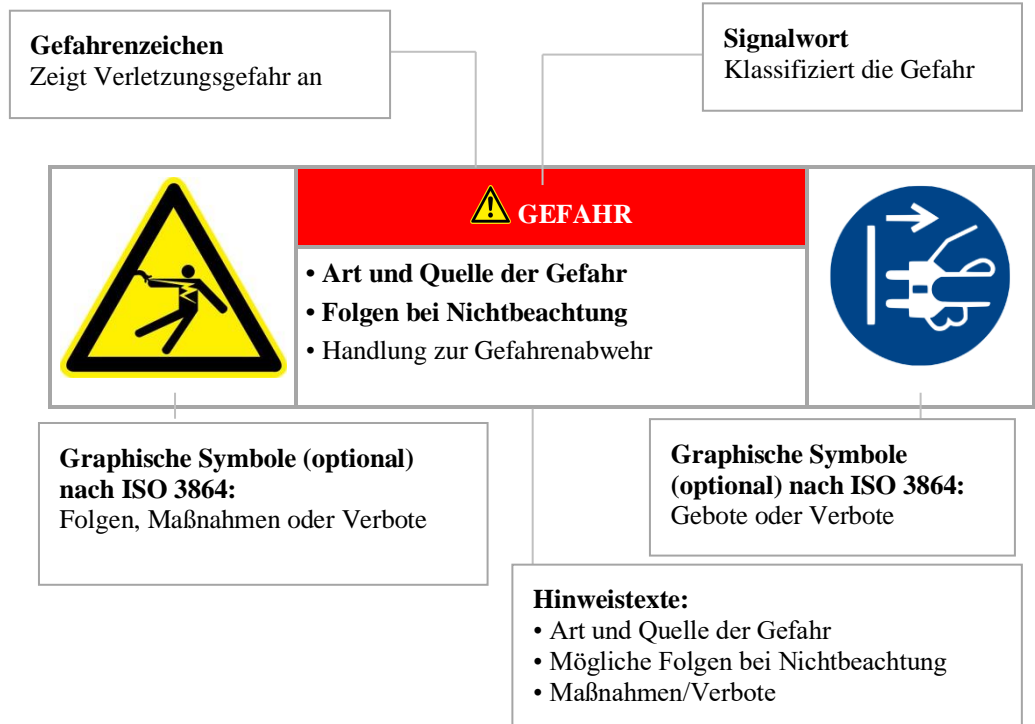 Gefahrenzeichen
Zeigt Verletzungsgefahr an
Signalwort
Klassifiziert die Gefahr
GEFAHR
• Art und Quelle der Gefahr
• Folgen bei Nichtbeachtung
• Handlung zur Gefahrenabwehr
Graphische Symbole (optional)
nach ISO 3864:
Folgen, Maßnahmen oder Verbote
Graphische Symbole
(optional) nach ISO 3864:
Gebote oder Verbote
Hinweistexte:
• Art und Quelle der Gefahr
• Mögliche Folgen bei Nichtbeachtung
• Maßnahmen/Verbote